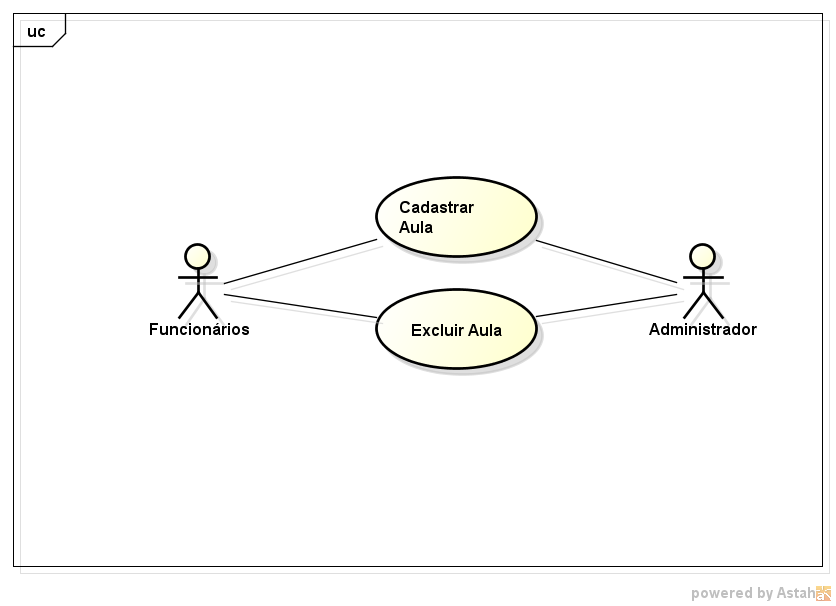 uc
Cadastrar
Aula
Funcionários
Excluir Aula
Administrador
powered by Astah